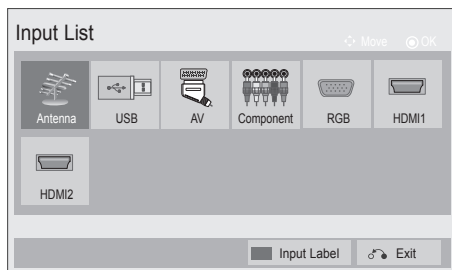 Input List
Move OK
Antenna USB AV Component RGB HDMI1
HDMI2
Input Label Exit